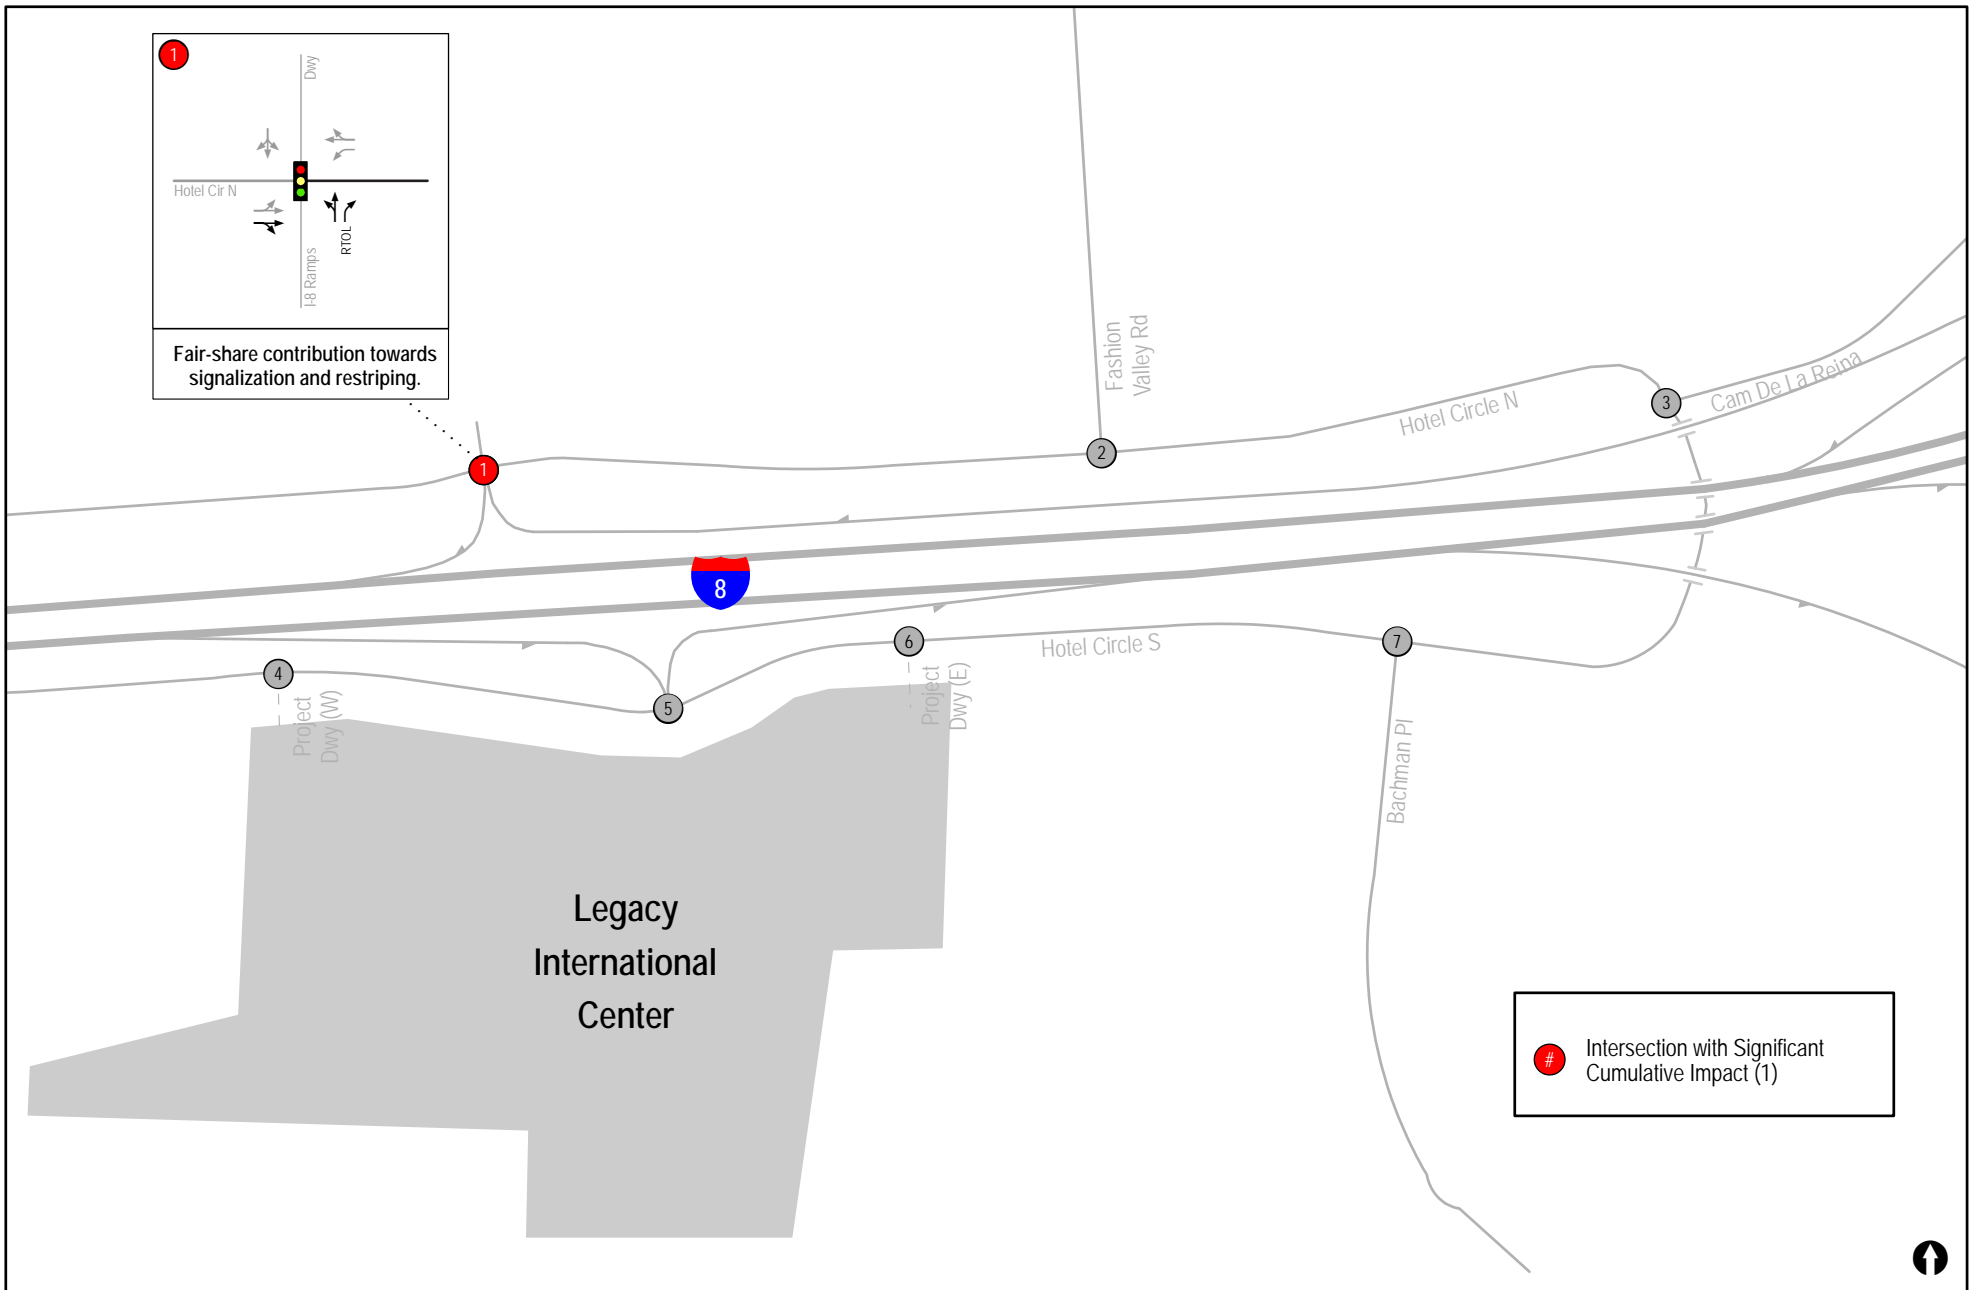 1
Dwy
Hotel Cir N
RTOL
I-8 Ramps
Fair-share contribution towards
signalization and restriping.
Fashion
Valley Rd
Hotel Circle N
3
Cam De La Reina
2
1
8
6
Hotel Circle S
7
4
Project
Dwy (W)
5
Project
Dwy (E)
Bachman Pl
Legacy
International
Center
#
Intersection with Significant
Cumulative Impact (1)